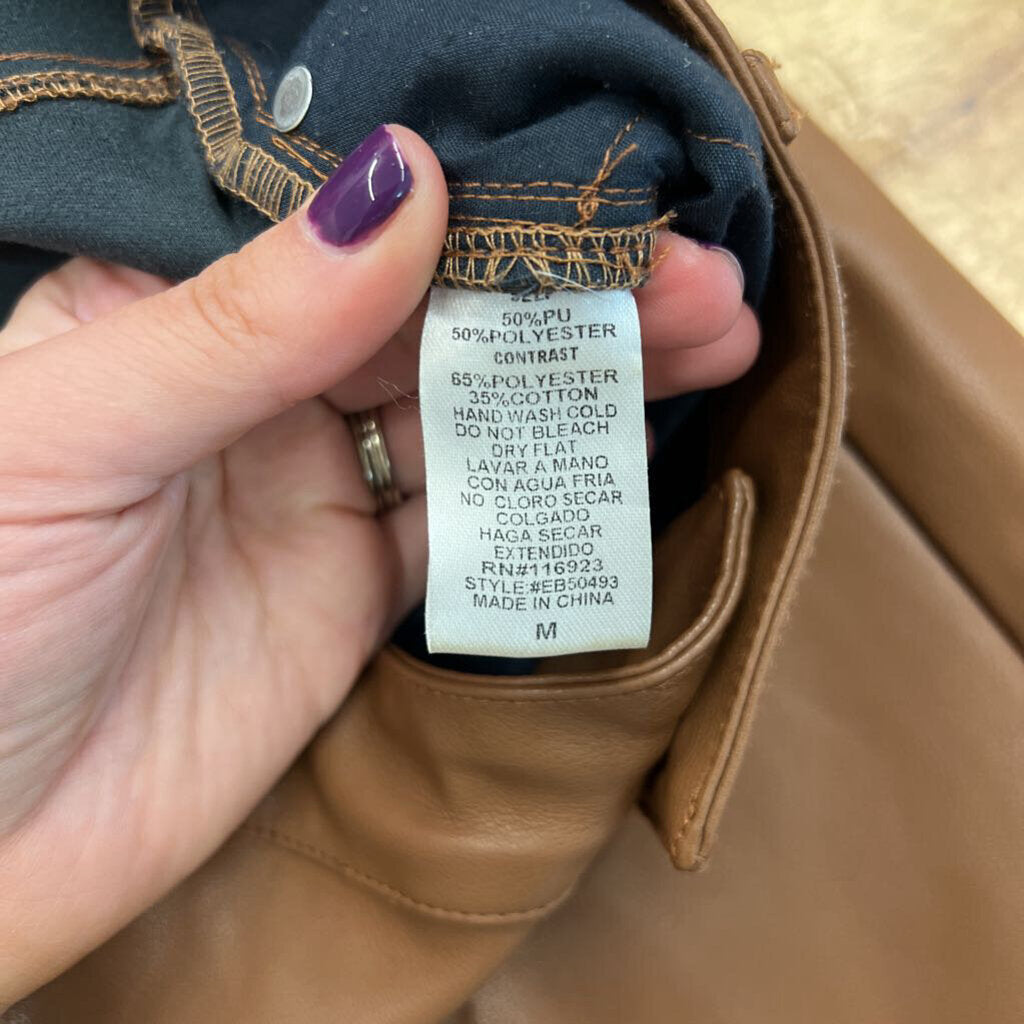 50%PU
50%POLYESTER
CONTRAST
65%POLYESTER
35%COTTON
HAND WASH COLD
DO NOT BLEACH
DRY FLAT
LAVAR A MANO
CON AGUA FRIA
NO CLORO SECAR
COLGADO
HAGA SECAR
EXTENDIDO
RN#116923
STYLE:#EB50493
MADE IN CHINA
M